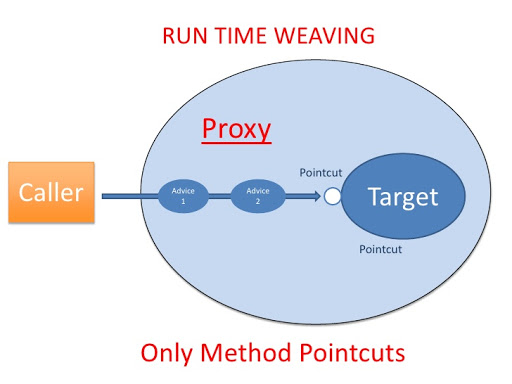 RUN TIME WEAVING
Proxy
Caller
Advice
1
Advice
2
Pointcut
Target
Pointcut
Only Method Pointcuts